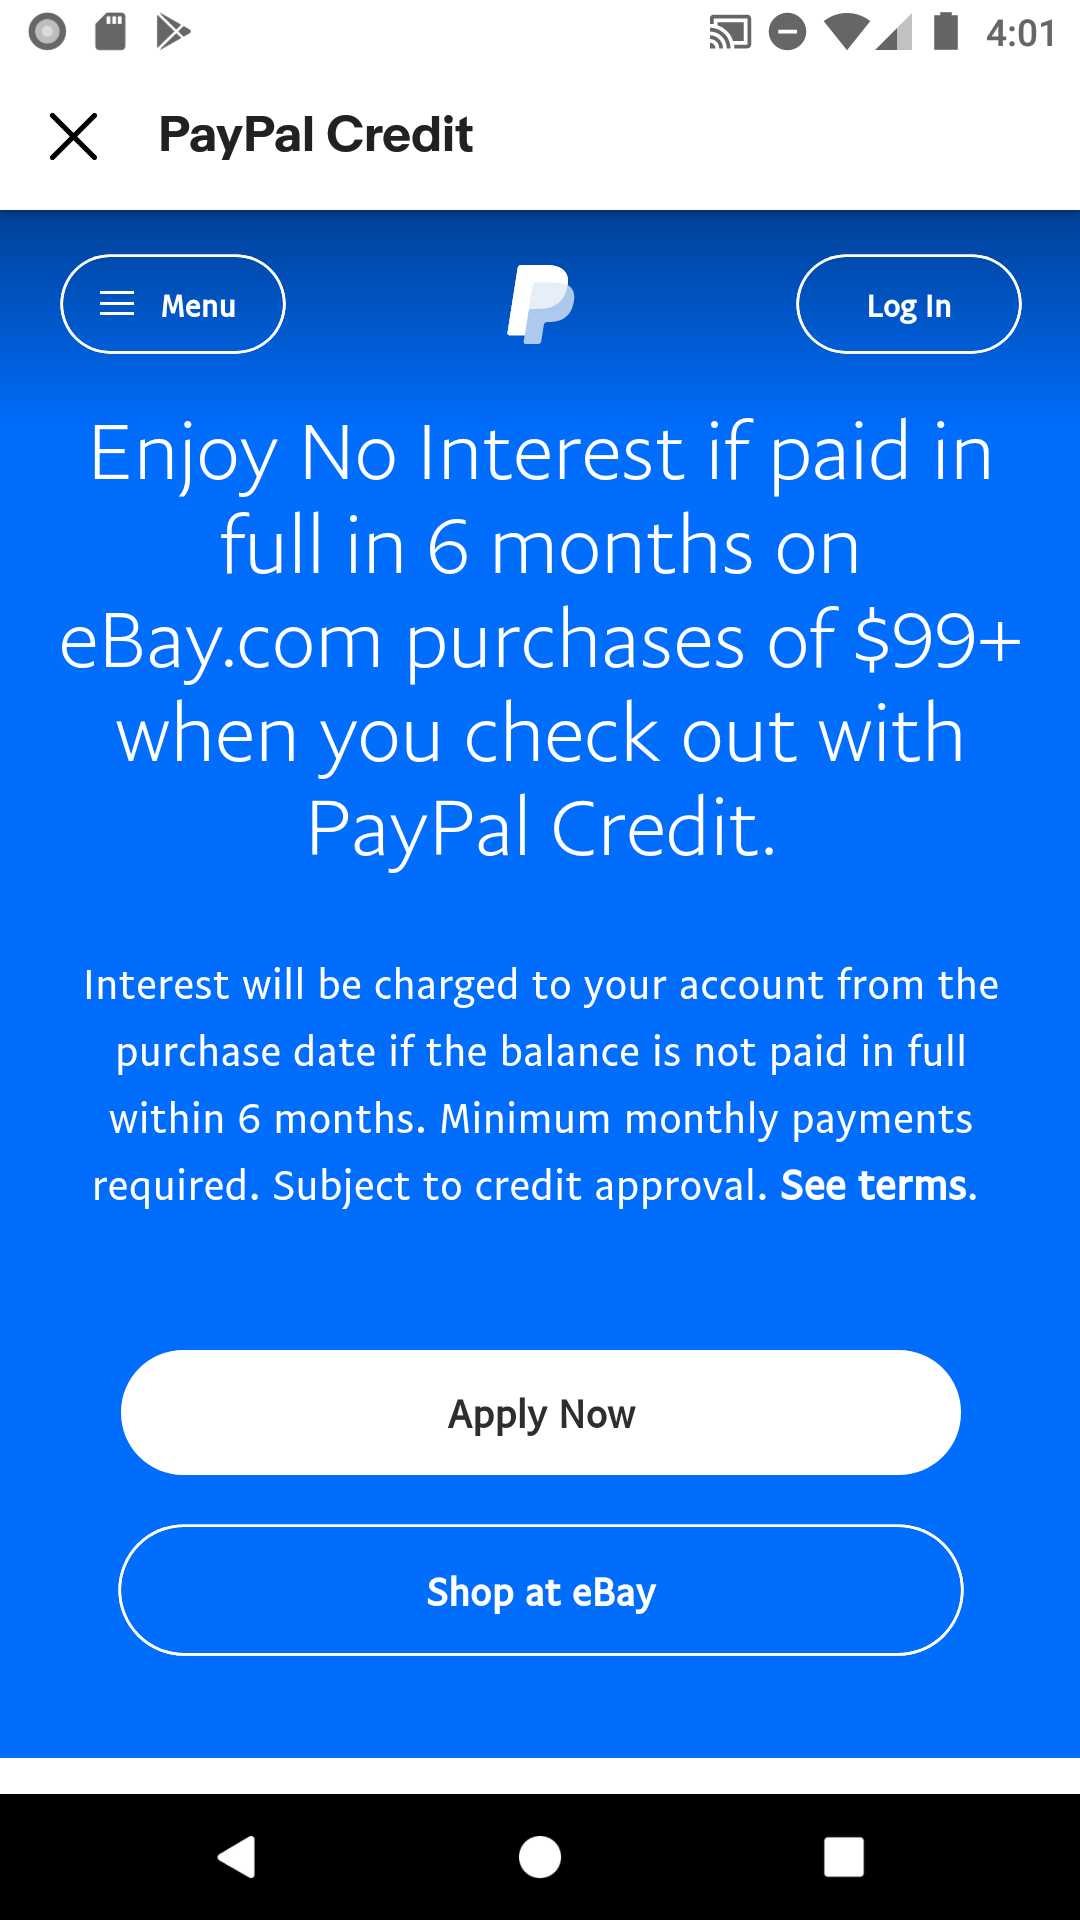 4:01
PayPal Credit
Menu
Log In
Enjoy No Interest if paid in
full in 6 months on
eBay.com purchases of $99+
when you check out with
PayPal Credit.
Interest will be charged to your account from the
purchase date if the balance is not paid in full
within 6 months. Minimum monthly payments
required. Subject to credit approval. See terms.
Apply Now
Shop at eBay